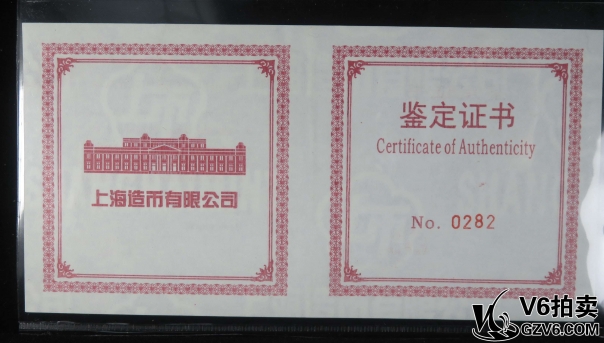 上海造币有限公司
鉴定证书
Certificate of Authenticity
No. 0282
V6拍卖
GZV6.COM